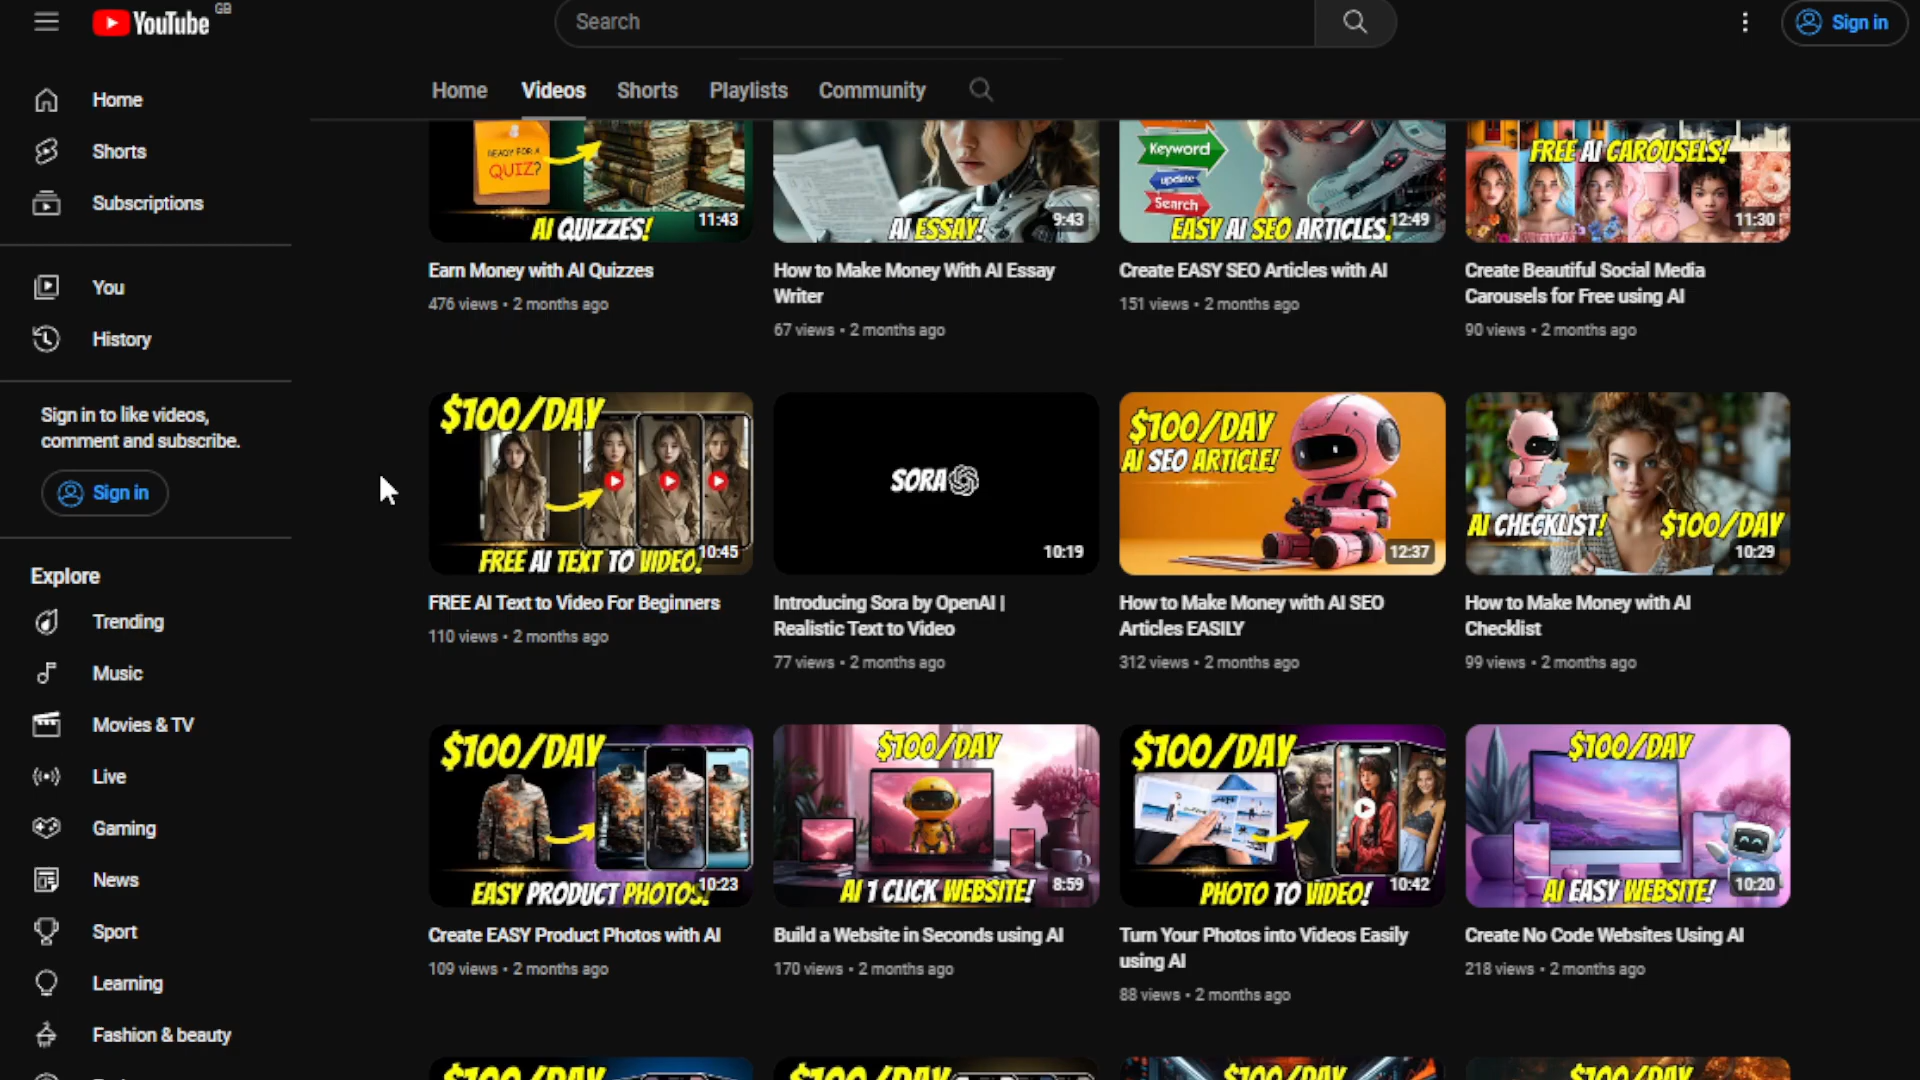 YouTube GB
Search
Sign in
Home
Shorts
Subscriptions
You
History
Sign in to like videos,
comment and subscribe.
Sign in
Explore
Trending
Music
Movies & TV
Live
Gaming
News
Sport
Learning
Fashion & beauty
Home Videos Shorts Playlists Community
READY FOR A
QUIZ?
AI QUIZZES!
11:43
Earn Money with AI Quizzes
476 views • 2 months ago
AI ESSAY!
9:43
How to Make Money With AI Essay
Writer
67 views • 2 months ago
Keyword
update
Search
EASY AI SEO ARTICLES!
12:49
Create EASY SEO Articles with AI
151 views • 2 months ago
FREE AI CAROUSELS!
11:30
Create Beautiful Social Media
Carousels for Free using AI
90 views • 2 months ago
$100/DAY
FREE AI TEXT TO VIDEO!
10:45
FREE AI Text to Video For Beginners
110 views • 2 months ago
SORA
10:19
Introducing Sora by OpenAI |
Realistic Text to Video
77 views • 2 months ago
$100/DAY
AI SEO ARTICLE!
12:37
How to Make Money with AI SEO
Articles EASILY
312 views • 2 months ago
AI CHECKLIST!
$100/DAY
10:29
How to Make Money with AI
Checklist
99 views • 2 months ago
$100/DAY
EASY PRODUCT PHOTOS!
10:23
Create EASY Product Photos with AI
109 views • 2 months ago
$100/DAY
AI 1 CLICK WEBSITE!
8:59
Build a Website in Seconds using AI
170 views • 2 months ago
$100/DAY
PHOTO TO VIDEO!
10:42
Turn Your Photos into Videos Easily
using AI
88 views • 2 months ago
$100/DAY
AI EASY WEBSITE!
10:20
Create No Code Websites Using AI
218 views • 2 months ago
$100/DAY
$100/DAY
$100/DAY
$100/DAY